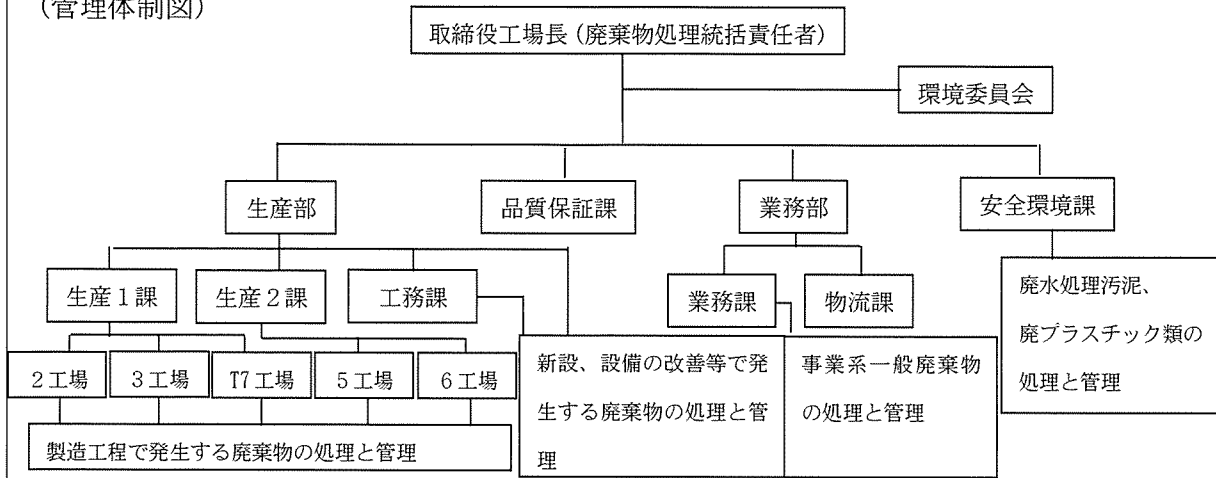 （管理体制図）
取締役工場長（廃棄物処理統括責任者）
環境委員会
生産部
品質保証課
業務部
安全環境課
生産１課
生産２課
工務課
業務課
物流課
廃水処理汚泥、
廃プラスチック類の
処理と管理
２工場
３工場
T7工場
５工場
６工場
新設、設備の改善等で発
生する廃棄物の処理と管
理
事業系一般廃棄物
の処理と管理
製造工程で発生する廃棄物の処理と管理